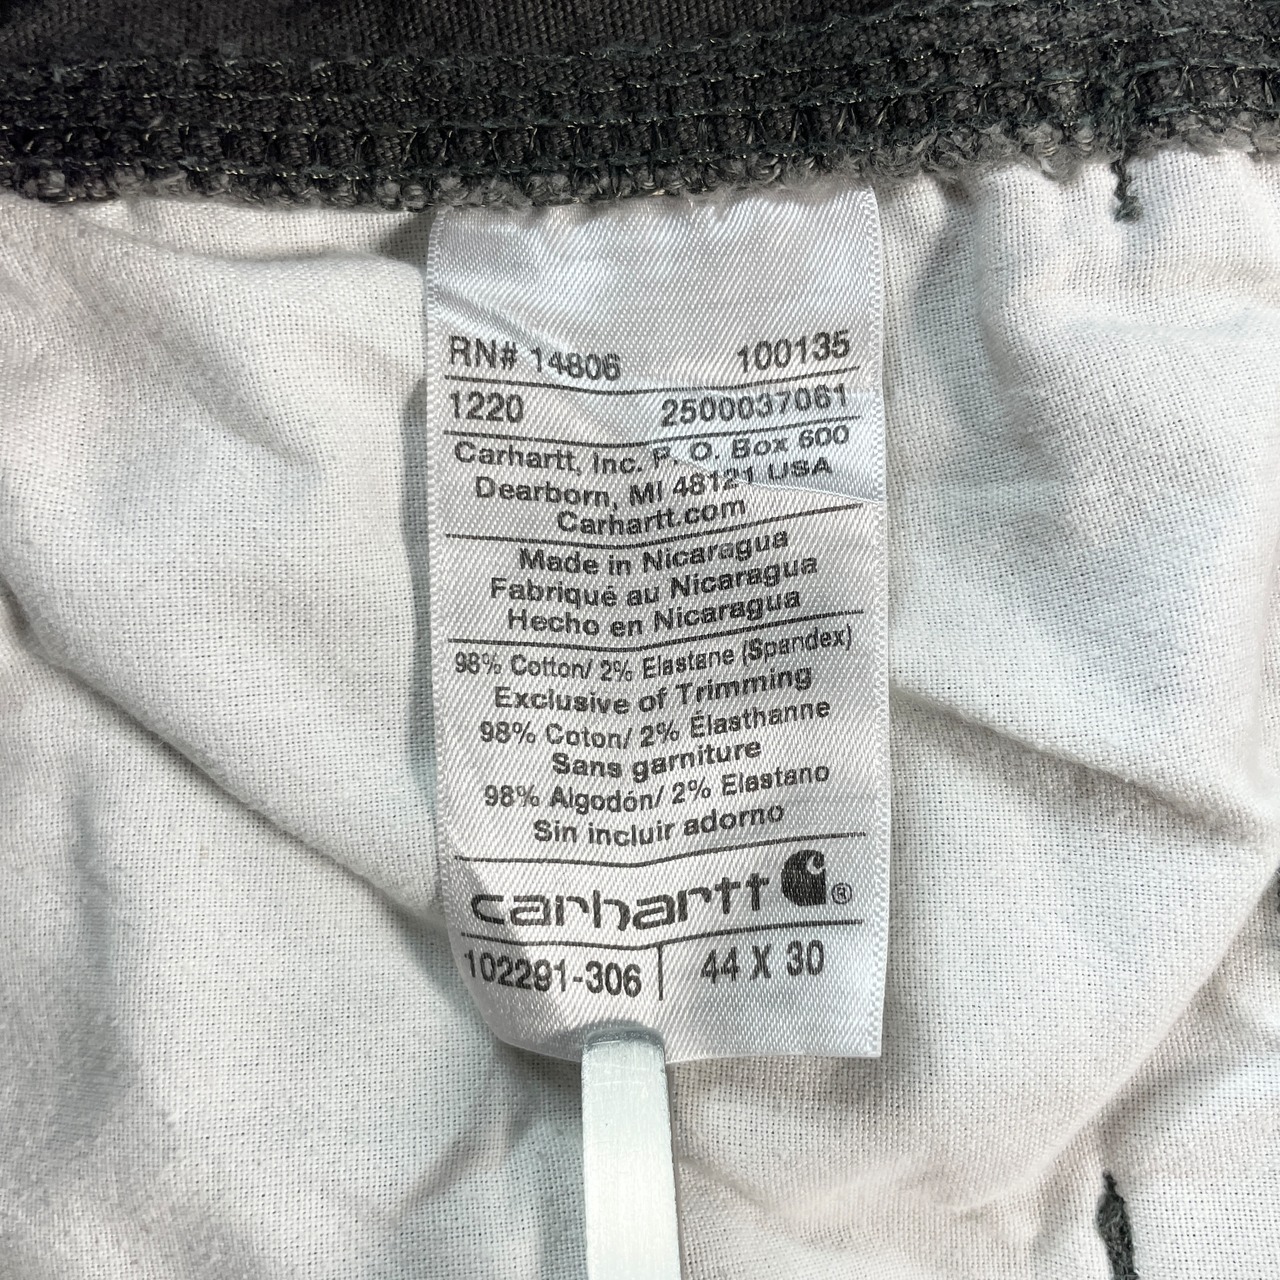 RN# 14806 100135
1220 2500037061
Carhartt, Inc. P. O. Box 600
Dearborn, MI 48121 USA
Carhartt.com
Made in Nicaragua
Fabriqué au Nicaragua
Hecho en Nicaragua
98% Cotton/ 2% Elastane (Spandex)
Exclusive of Trimming
98% Coton/ 2% Élasthanne
Sans garniture
98% Algodón/ 2% Elastano
Sin incluir adorno
carhartt ®
102291-306 44 X 30